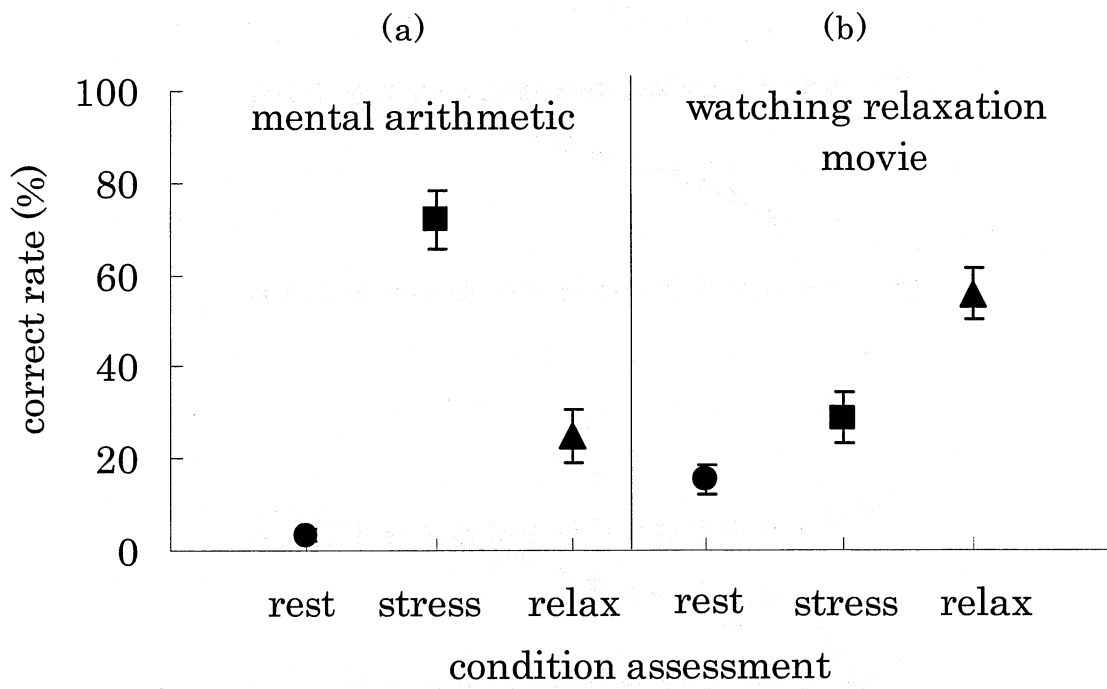 (a)
(b)
mental arithmetic
watching relaxation
movie
correct rate (%)
100
80
60
40
20
0
rest stress relax rest stress relax
condition assessment